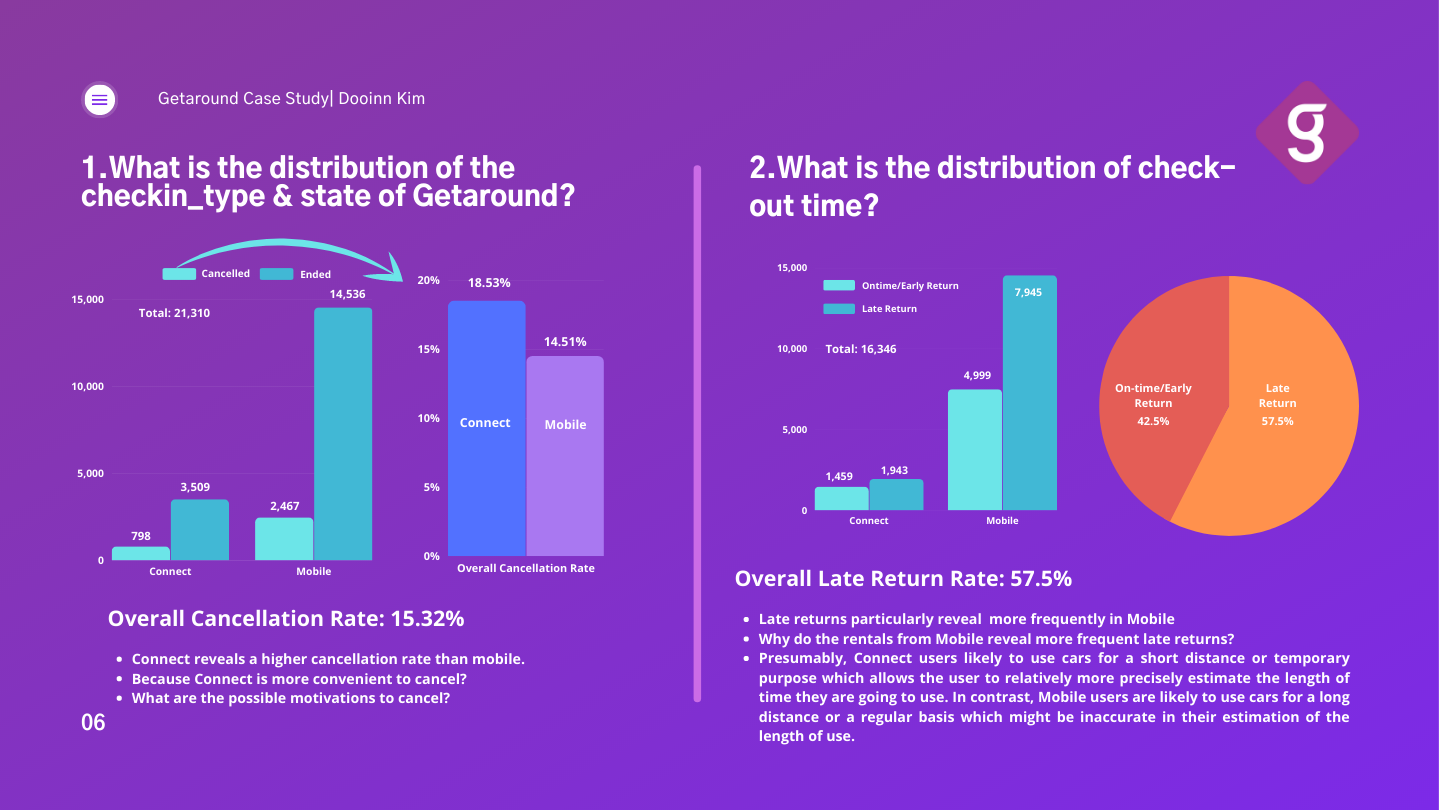 Getaround Case Study| Dooinn Kim
g
1.What is the distribution of the
checkin_type & state of Getaround?
Cancelled
Ended
Total: 21,310
15,000
10,000
5,000
0
798
3,509
2,467
14,536
Connect
Mobile
20%
15%
10%
5%
0%
18.53%
14.51%
Connect
Mobile
Overall Cancellation Rate
Overall Cancellation Rate: 15.32%
• Connect reveals a higher cancellation rate than mobile.
• Because Connect is more convenient to cancel?
• What are the possible motivations to cancel?
06
2.What is the distribution of check-
out time?
15,000
10,000
5,000
0
Ontime/Early Return
Late Return
Total: 16,346
1,459
1,943
4,999
7,945
Connect
Mobile
On-time/Early
Return
42.5%
Late
Return
57.5%
Overall Late Return Rate: 57.5%
• Late returns particularly reveal  more frequently in Mobile
• Why do the rentals from Mobile reveal more frequent late returns?
• Presumably, Connect users likely to use cars for a short distance or temporary
purpose which allows the user to relatively more precisely estimate the length of
time they are going to use. In contrast, Mobile users are likely to use cars for a long
distance or a regular basis which might be inaccurate in their estimation of the
length of use.